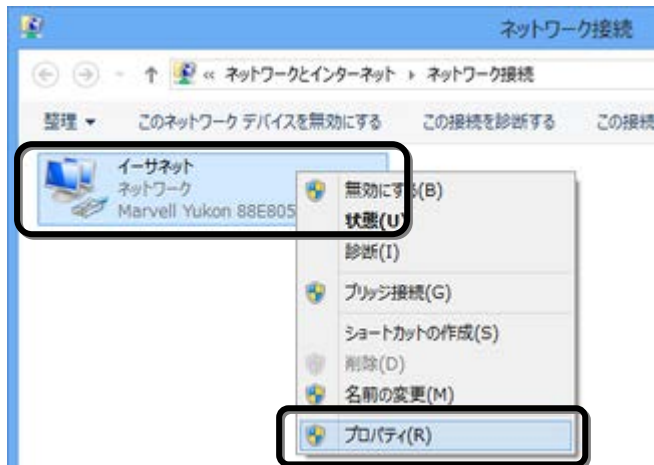 ネットワーク接続
« ネットワークとインターネット ▸ ネットワーク接続
整理 ▼ このネットワーク デバイスを無効にする この接続を診断する この接続
イーサネット
ネットワーク
Marvell Yukon 88E805
無効にする(B)
状態(U)
診断(I)
ブリッジ接続(G)
ショートカットの作成(S)
削除(D)
名前の変更(M)
プロパティ(R)